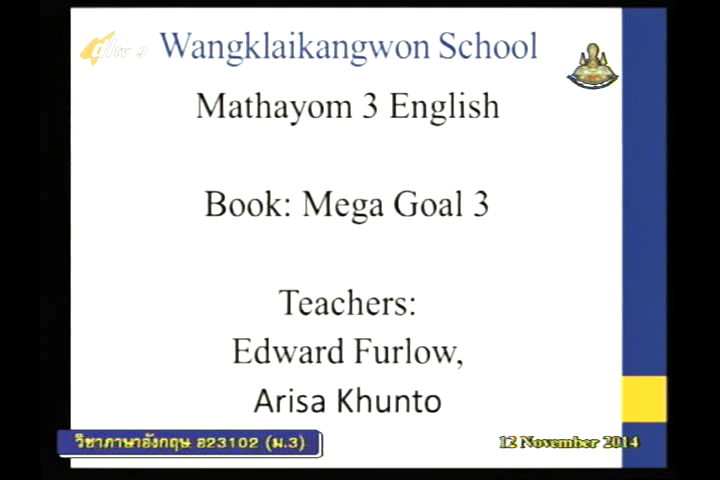 Wangklaikangwon School
Mathayom 3 English
Book: Mega Goal 3
Teachers:
Edward Furlow,
Arisa Khunto
วิชาภาษาอังกฤษ อ23102 (ม.3)
12 November 2014